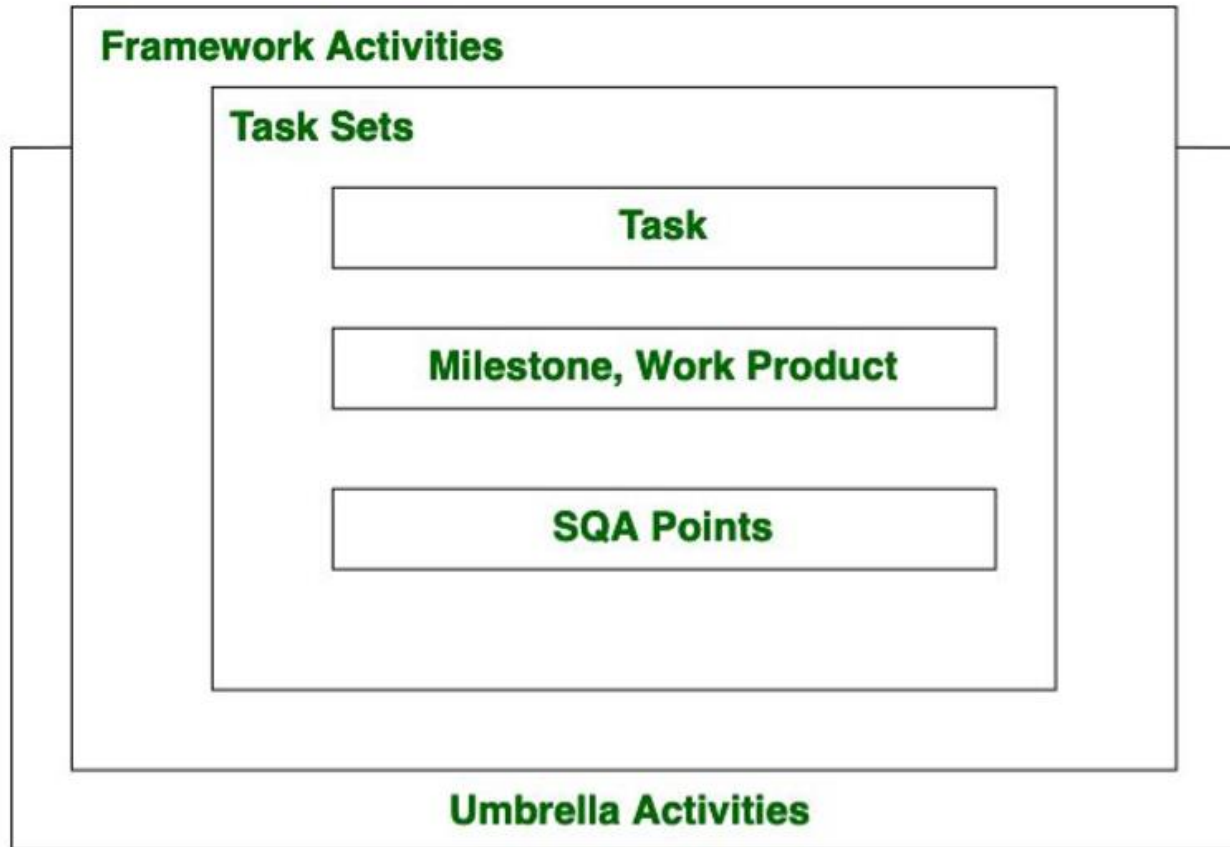 Framework Activities
Task Sets
Task
Milestone, Work Product
SQA Points
Umbrella Activities